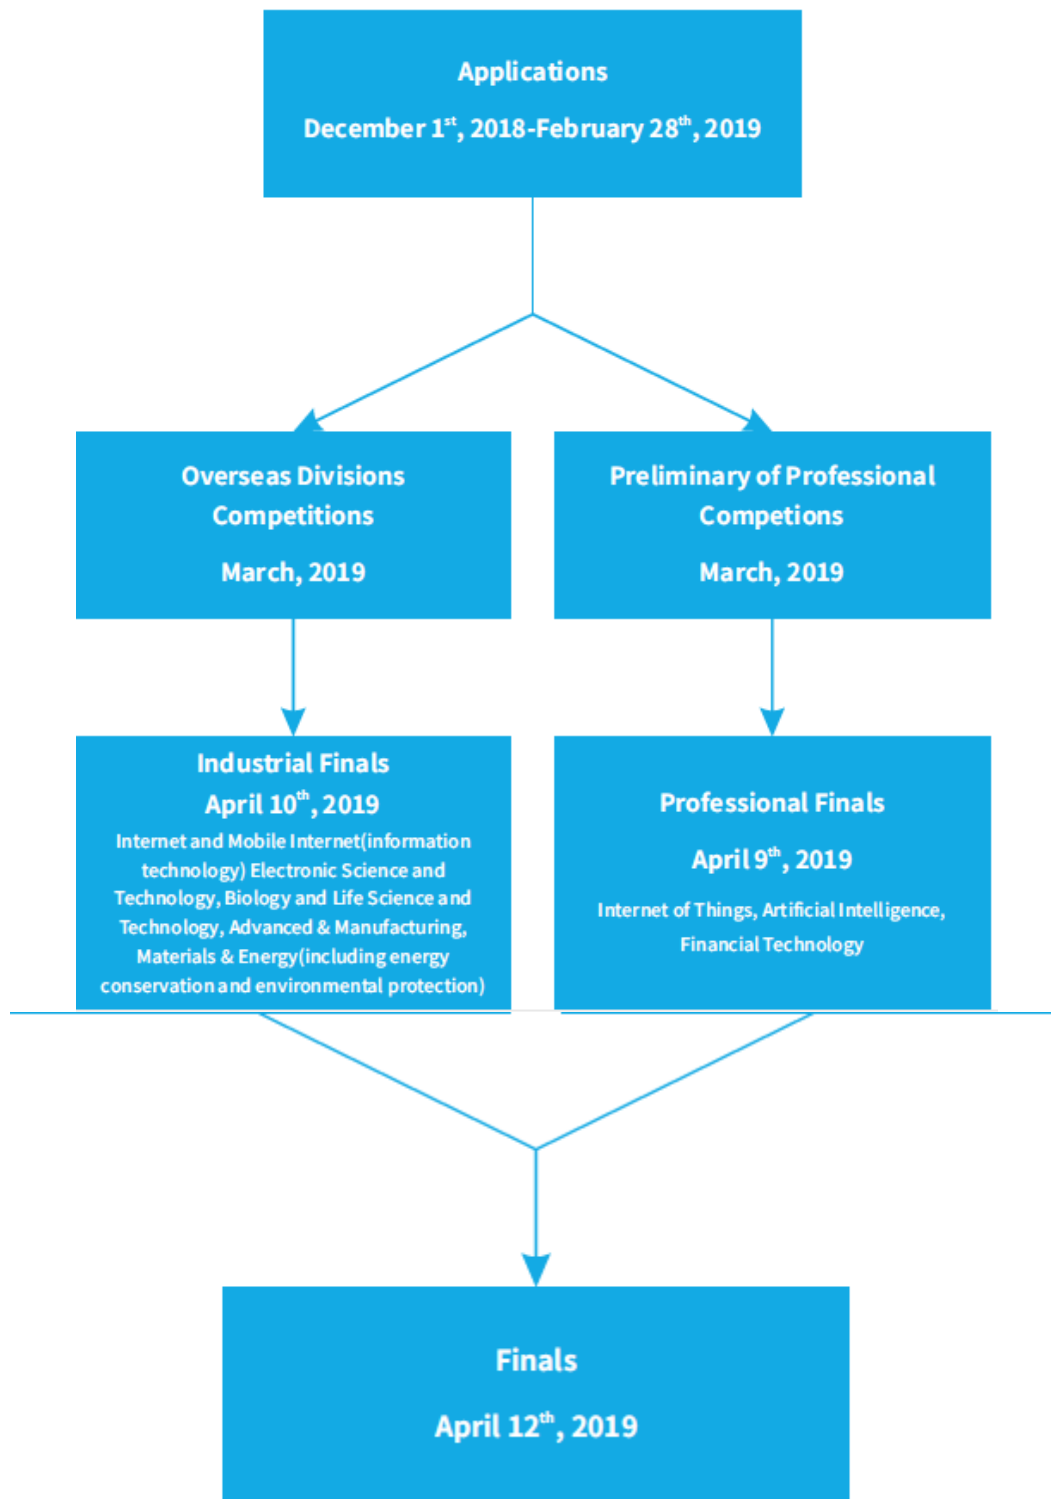 Applications
December 1st, 2018-February 28th, 2019
Overseas Divisions
Competitions
March, 2019
Preliminary of Professional
Competions
March, 2019
Industrial Finals
April 10th, 2019
Internet and Mobile Internet(information
technology) Electronic Science and
Technology, Biology and Life Science and
Technology, Advanced & Manufacturing,
Materials & Energy(including energy
conservation and environmental protection)
Professional Finals
April 9th, 2019
Internet of Things, Artificial Intelligence,
Financial Technology
Finals
April 12th, 2019